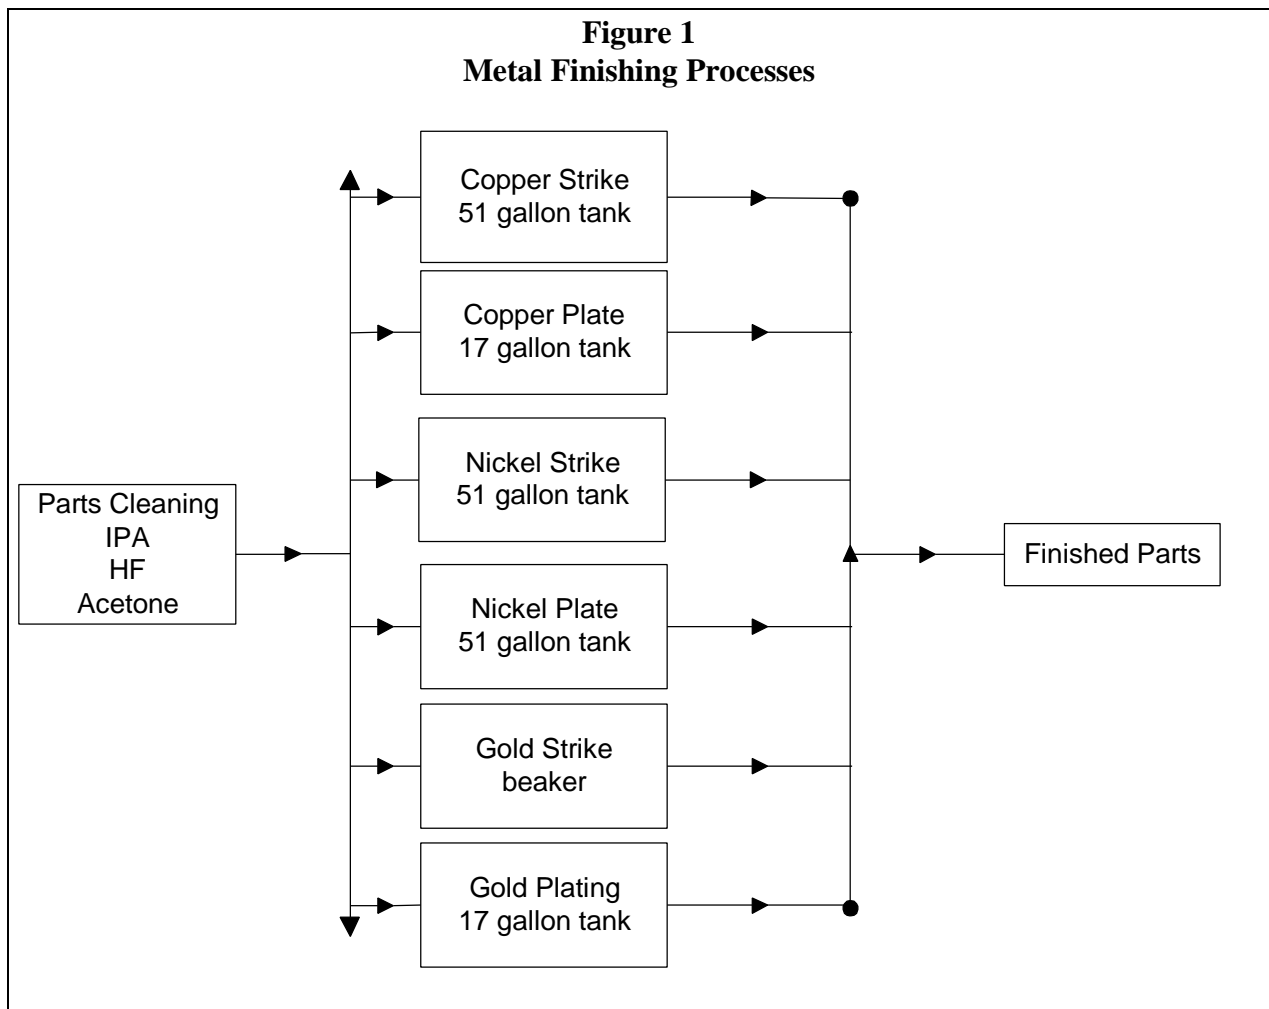 Figure 1
Metal Finishing Processes
Copper Strike
51 gallon tank
Copper Plate
17 gallon tank
Nickel Strike
51 gallon tank
Parts Cleaning
IPA
HF
Acetone
Finished Parts
Nickel Plate
51 gallon tank
Gold Strike
beaker
Gold Plating
17 gallon tank